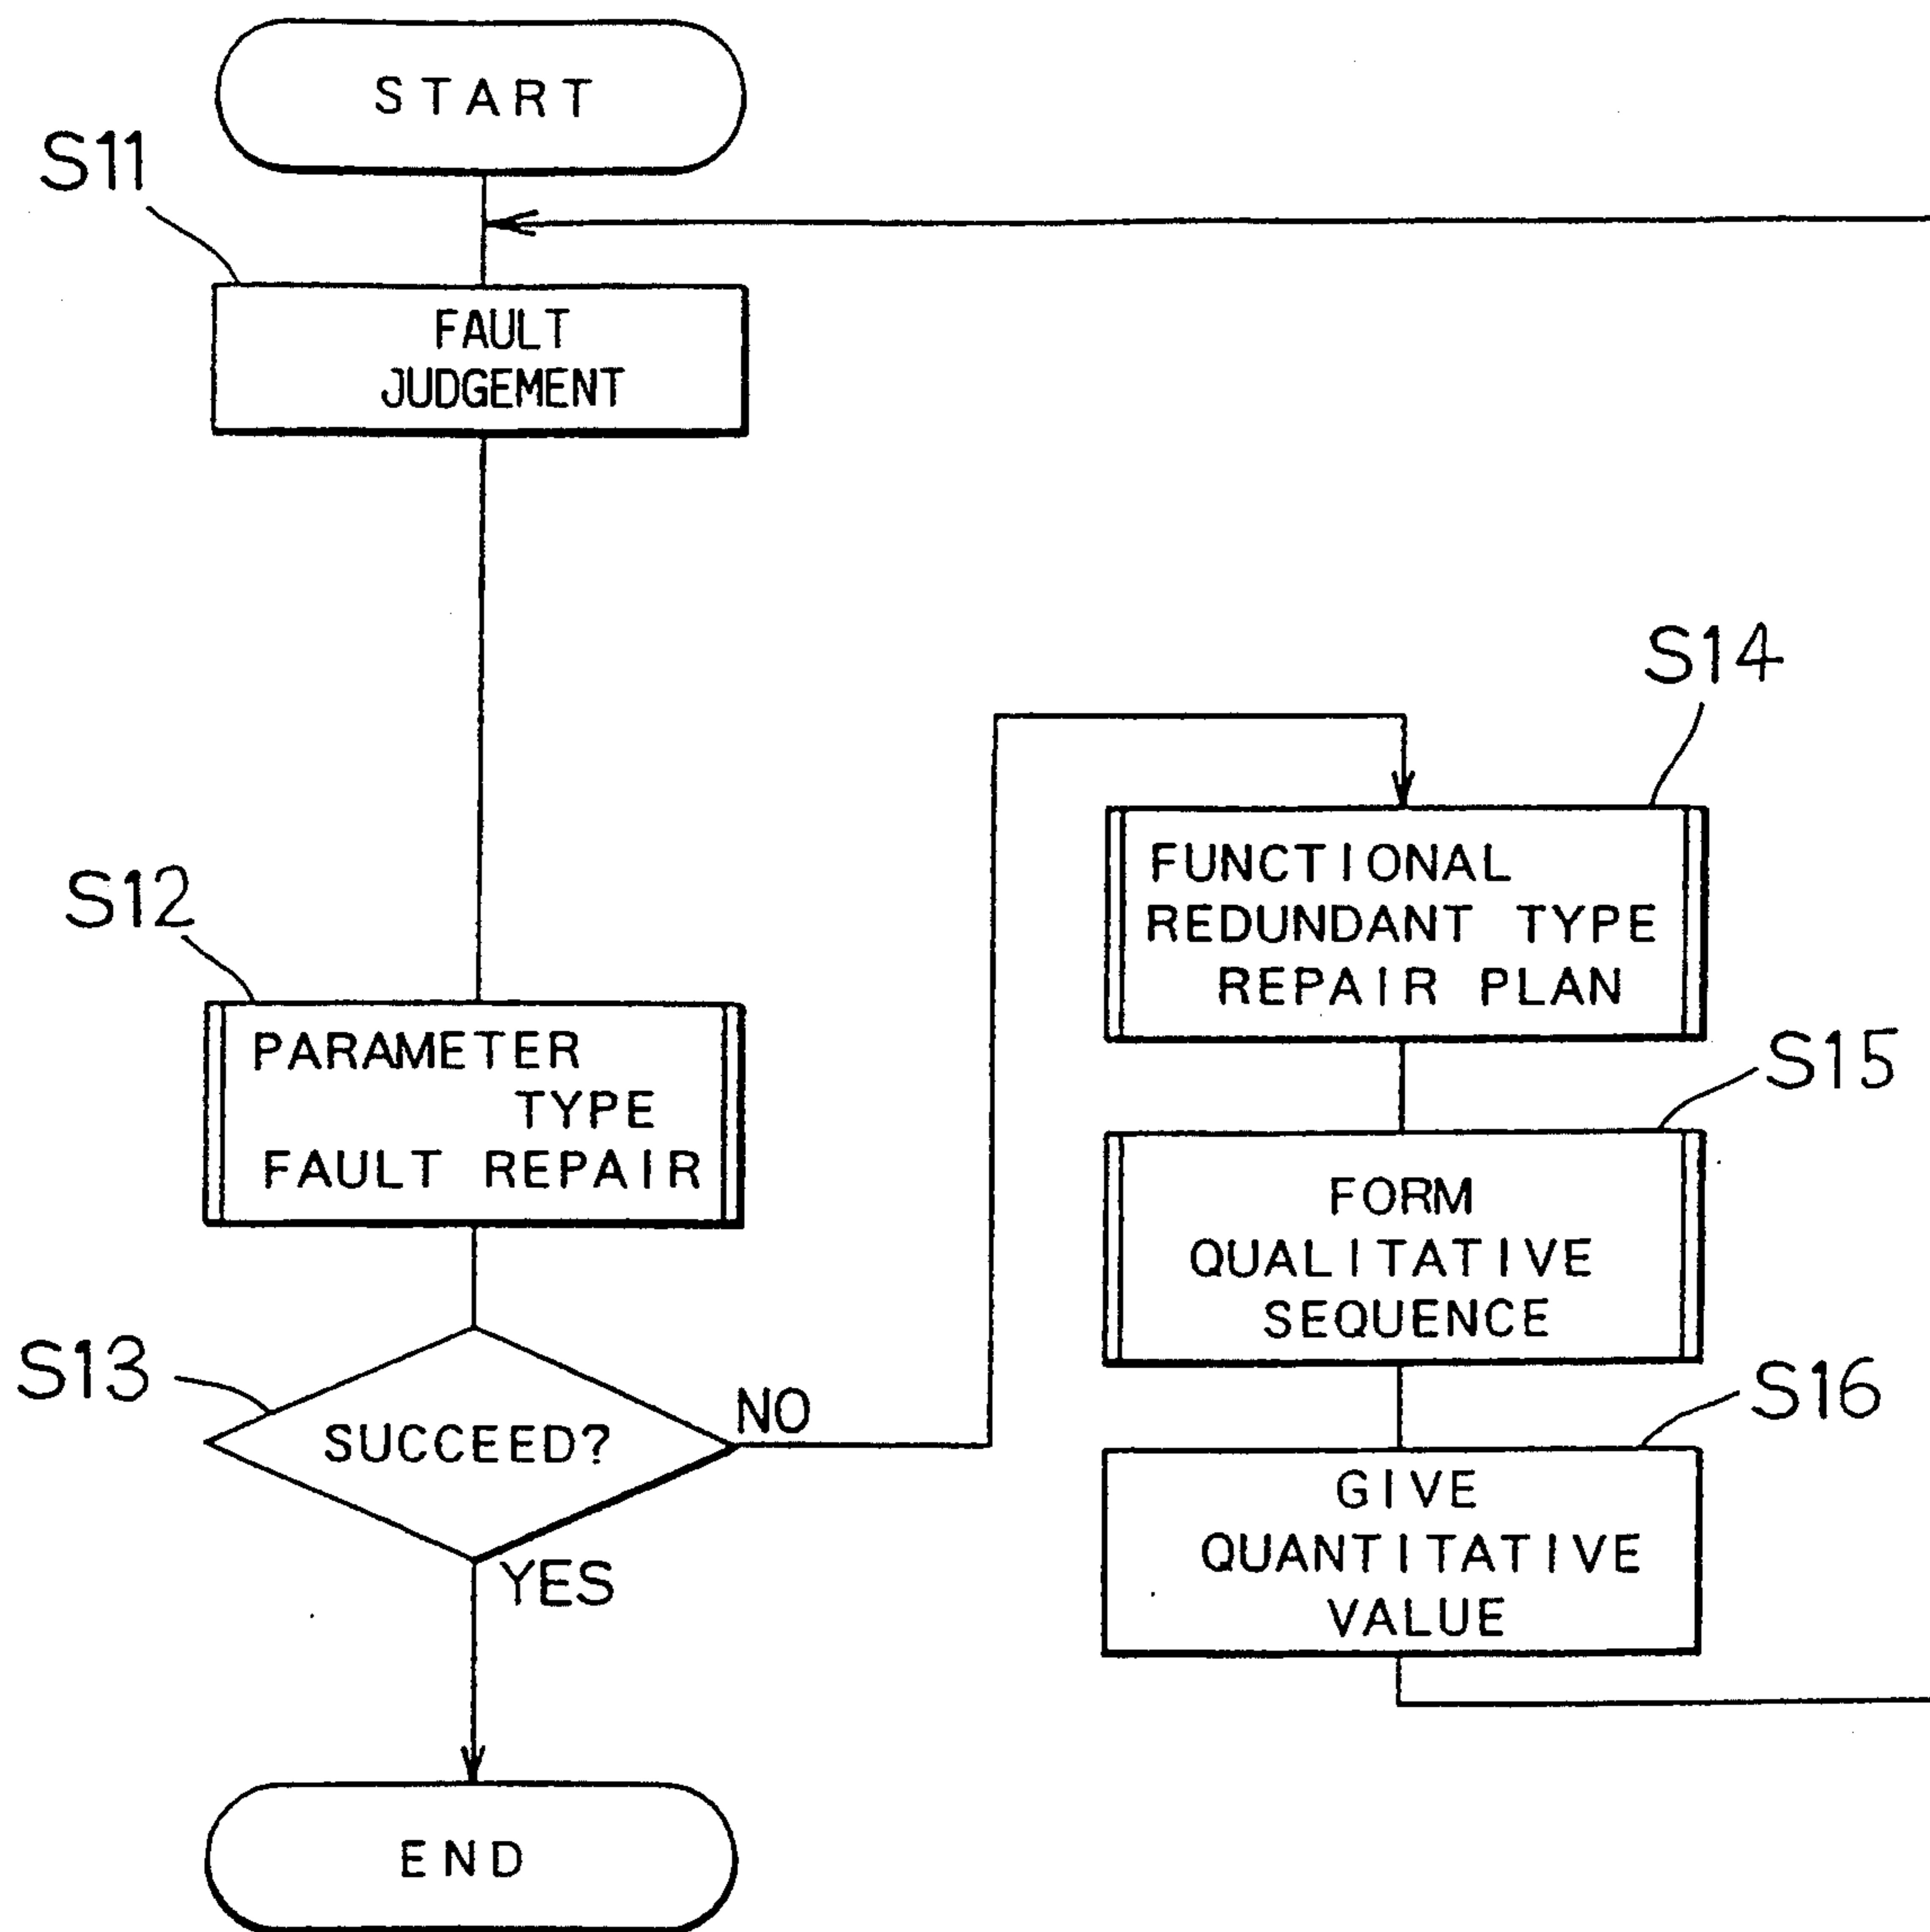 START
S11
FAULT
JUDGEMENT
S12
PARAMETER
TYPE
FAULT REPAIR
S13
SUCCEED?
NO
YES
END
S14
FUNCTIONAL
REDUNDANT TYPE
REPAIR PLAN
S15
FORM
QUALITATIVE
SEQUENCE
S16
GIVE
QUANTITATIVE
VALUE